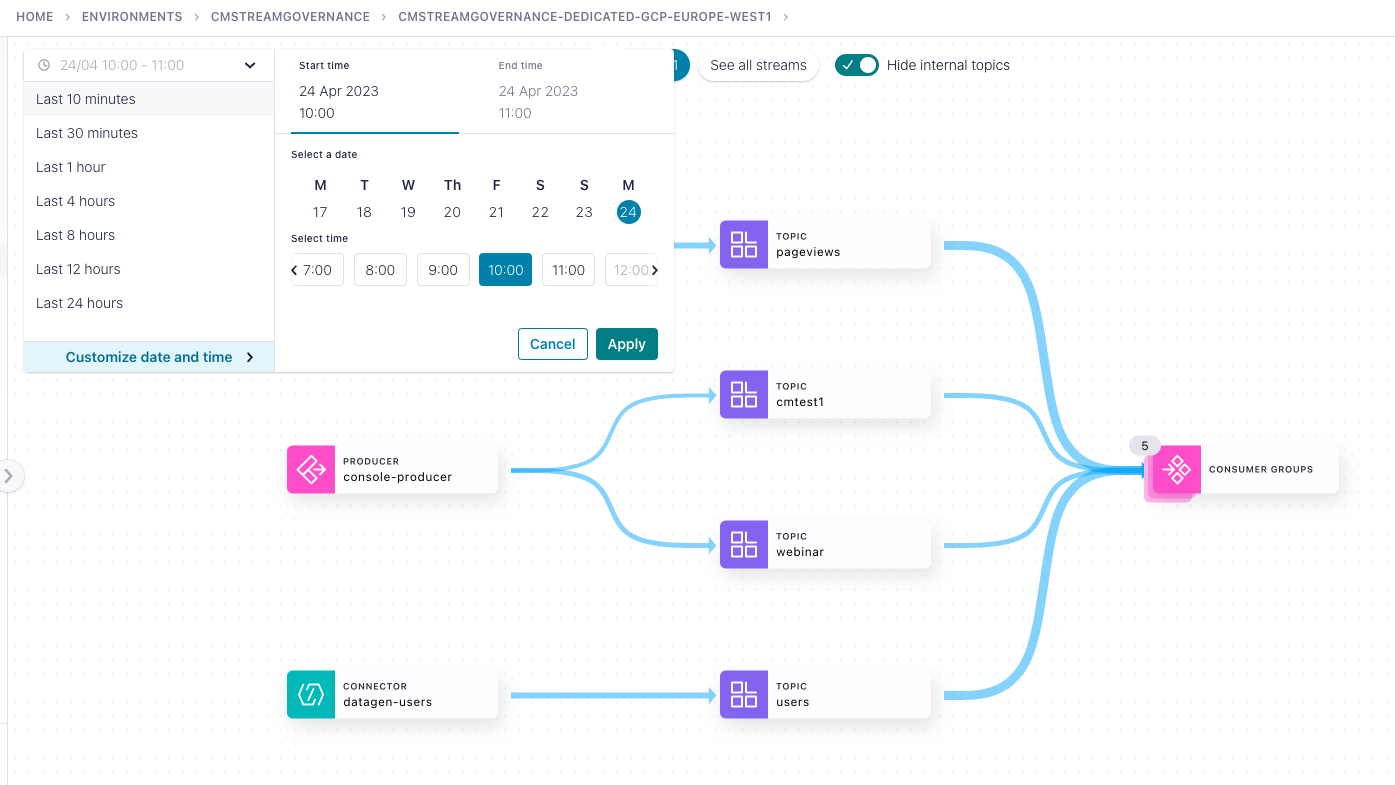 HOME > ENVIRONMENTS > CMSTREAMGOVERNANCE > CMSTREAMGOVERNANCE-DEDICATED-GCP-EUROPE-WEST1 >
24/04 10:00 - 11:00
Last 10 minutes
Last 30 minutes
Last 1 hour
Last 4 hours
Last 8 hours
Last 12 hours
Last 24 hours
Customize date and time
Start time
24 Apr 2023
10:00
End time
24 Apr 2023
11:00
Select a date
M T W Th F S S M
17 18 19 20 21 22 23 24
Select time
7:00 8:00 9:00 10:00 11:00 12:00
Cancel Apply
1
See all streams
Hide internal topics
TOPIC
pageviews
TOPIC
cmtest1
PRODUCER
console-producer
5
CONSUMER GROUPS
TOPIC
webinar
CONNECTOR
datagen-users
TOPIC
users